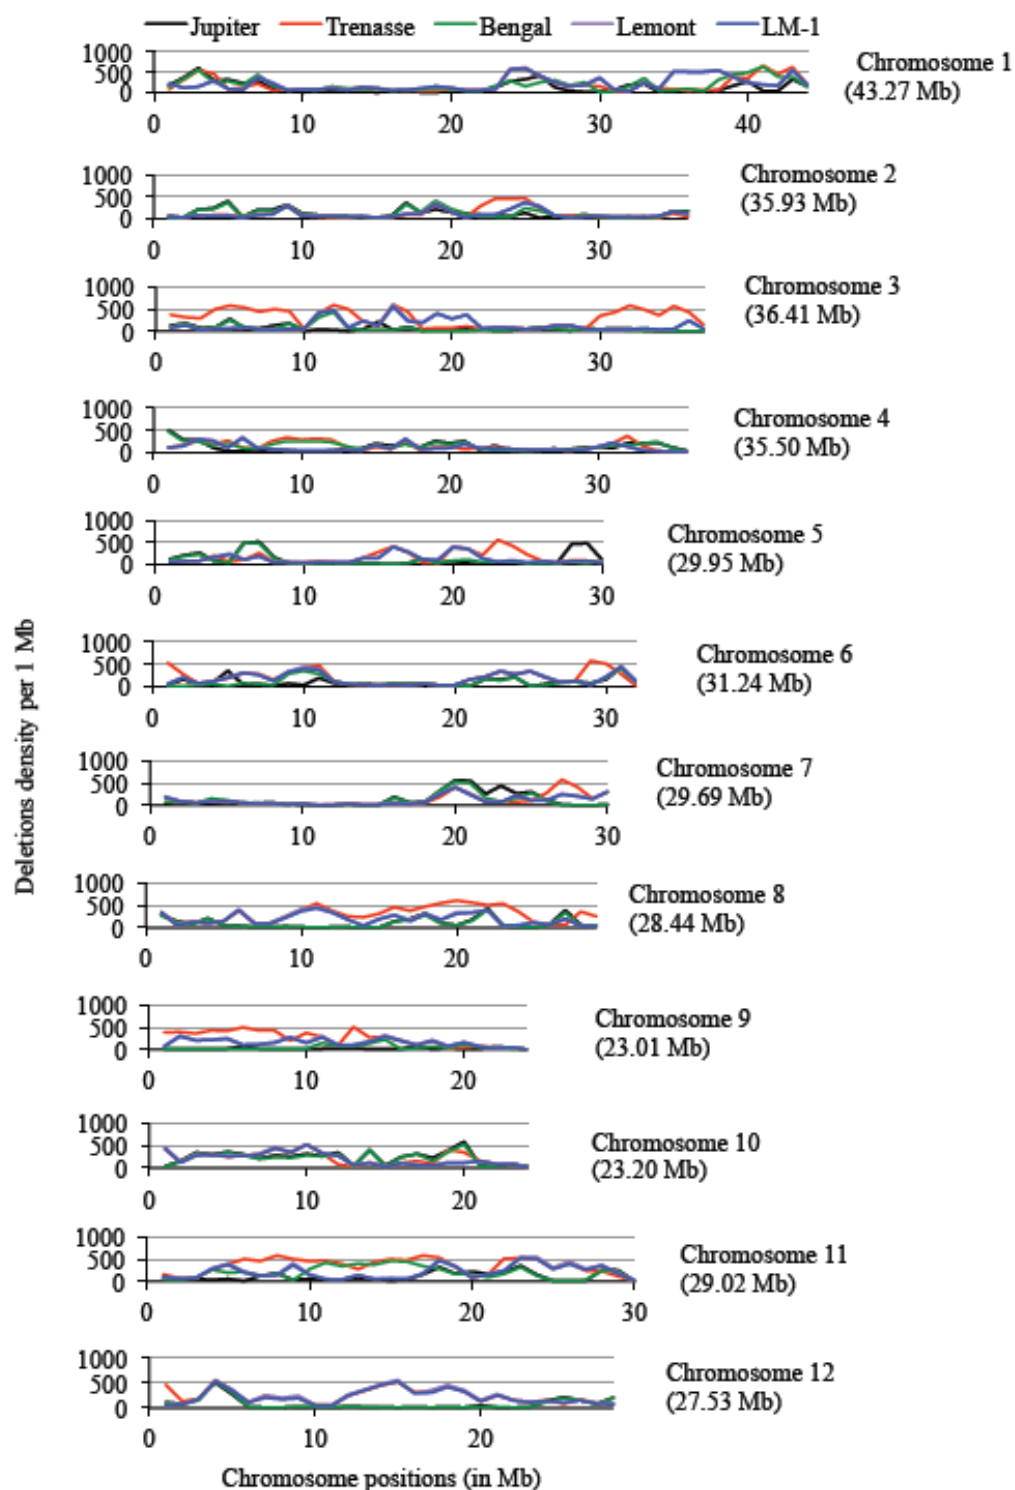 Jupiter Trenasse Bengal Lemont LM-1
1000
500
0
0 10 20 30 40
Chromosome 1
(43.27 Mb)
1000
500
0
0 10 20 30
Chromosome 2
(35.93 Mb)
1000
500
0
0 10 20 30
Chromosome 3
(36.41 Mb)
1000
500
0
0 10 20 30
Chromosome 4
(35.50 Mb)
1000
500
0
0 10 20 30
Chromosome 5
(29.95 Mb)
1000
500
0
0 10 20 30
Chromosome 6
(31.24 Mb)
1000
500
0
0 10 20 30
Chromosome 7
(29.69 Mb)
1000
500
0
0 10 20
Chromosome 8
(28.44 Mb)
1000
500
0
0 10 20
Chromosome 9
(23.01 Mb)
1000
500
0
0 10 20
Chromosome 10
(23.20 Mb)
1000
500
0
0 10 20 30
Chromosome 11
(29.02 Mb)
1000
500
0
0 10 20
Chromosome 12
(27.53 Mb)
Deletions density per 1 Mb
Chromosome positions (in Mb)